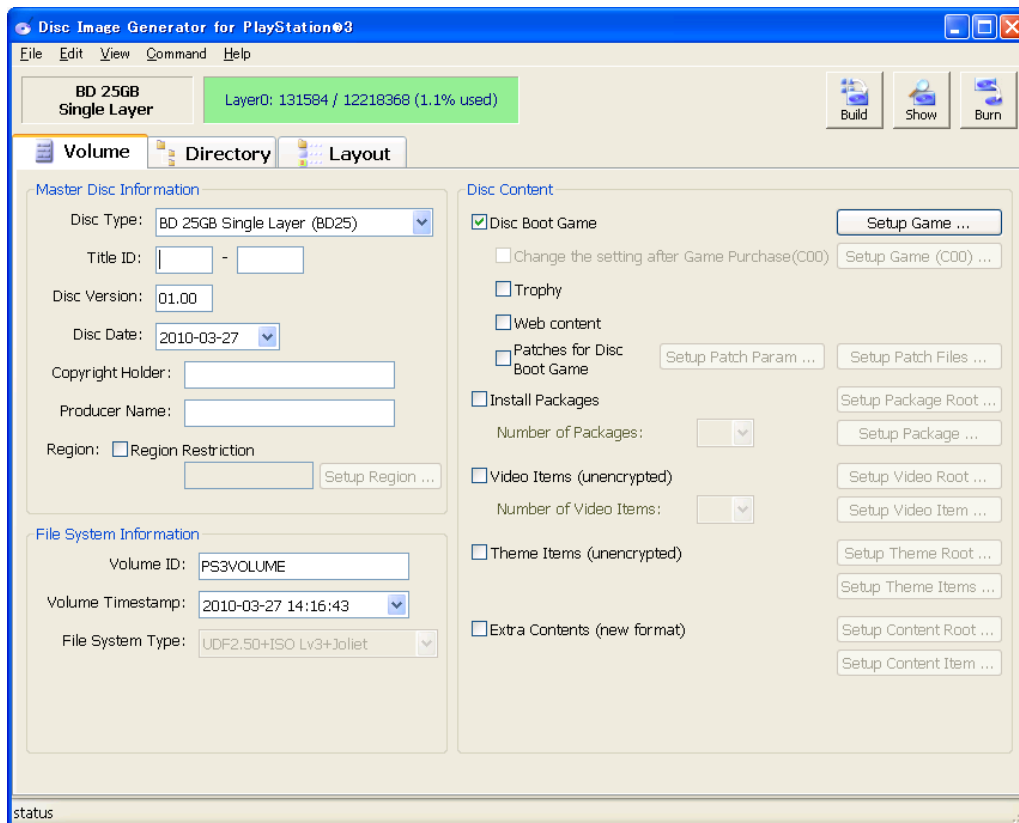 Disc Image Generator for PlayStation®3
File Edit View Command Help
BD 25GB
Single Layer
Layer0: 131584 / 12218368 (1.1% used)
Build
Show
Burn
Volume
Directory
Layout
Master Disc Information
Disc Type: BD 25GB Single Layer (BD25)
Title ID: -
Disc Version: 01.00
Disc Date: 2010-03-27
Copyright Holder:
Producer Name:
Region: Region Restriction
Setup Region ...
File System Information
Volume ID: PS3VOLUME
Volume Timestamp: 2010-03-27 14:16:43
File System Type: UDF2.50+ISO Lv3+Joliet
Disc Content
Disc Boot Game Setup Game ...
Change the setting after Game Purchase(C00) Setup Game (C00) ...
Trophy
Web content
Patches for Disc
Boot Game
Setup Patch Param ... Setup Patch Files ...
Install Packages Setup Package Root ...
Number of Packages: Setup Package ...
Video Items (unencrypted) Setup Video Root ...
Number of Video Items: Setup Video Item ...
Theme Items (unencrypted) Setup Theme Root ...
Setup Theme Items ...
Extra Contents (new format) Setup Content Root ...
Setup Content Item ...
status